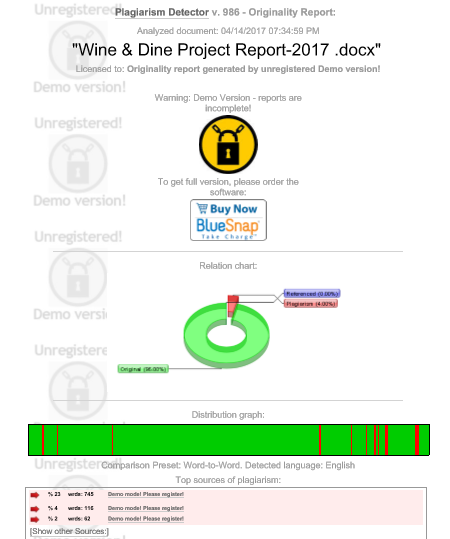 Unregistered!
Plagiarism Detector v. 986 - Originality Report:
Analyzed document: 04/14/2017 07:34:59 PM
"Wine & Dine Project Report-2017 .docx"
Licensed to: Originality report generated by unregistered Demo version!
Demo version!
Warning: Demo Version - reports are
incomplete!
Unregistered!
To get full version, please order the
software:
Demo version!
Buy Now
BlueSnap
Take Charge
Unregistered!
Relation chart:
Referenced (0.00%)
Plagiarism (4.00%)
Demo versi
Unregistere
Original (96.00%)
Distribution graph:
Unregister
Comparison Preset: Word-to-Word. Detected language: English
Top sources of plagiarism:
% 23 wrds: 745 Demo mode! Please register!
% 4 wrds: 116 Demo mode! Please register!
% 2 wrds: 62 Demo mode! Please register!
[Show other Sources:]